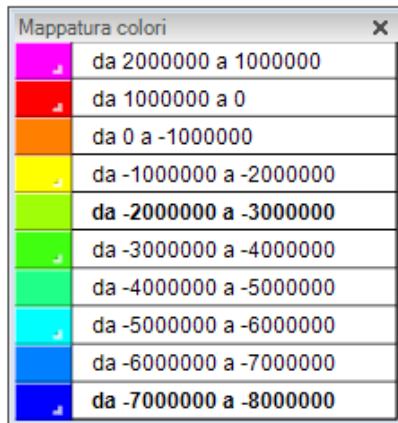 Mappatura colori
da 2000000 a 1000000
da 1000000 a 0
da 0 a -1000000
da -1000000 a -2000000
da -2000000 a -3000000
da -3000000 a -4000000
da -4000000 a -5000000
da -5000000 a -6000000
da -6000000 a -7000000
da -7000000 a -8000000